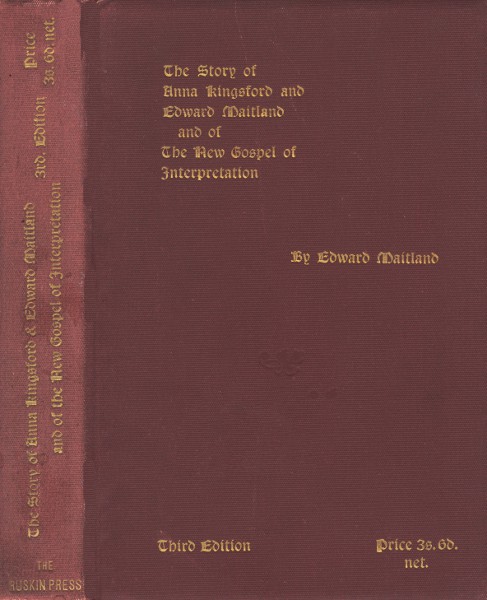 The Story of Anna Kingsford & Edward Maitland 3rd. Edition Price
and of the New Gospel of Interpretation 3s. 6d. net.
THE
RUSKIN PRESS
The Story of
Anna Kingsford and
Edward Maitland
and of
The New Gospel of
Interpretation
By Edward Maitland
Third Edition
Price 3s. 6d.
net.